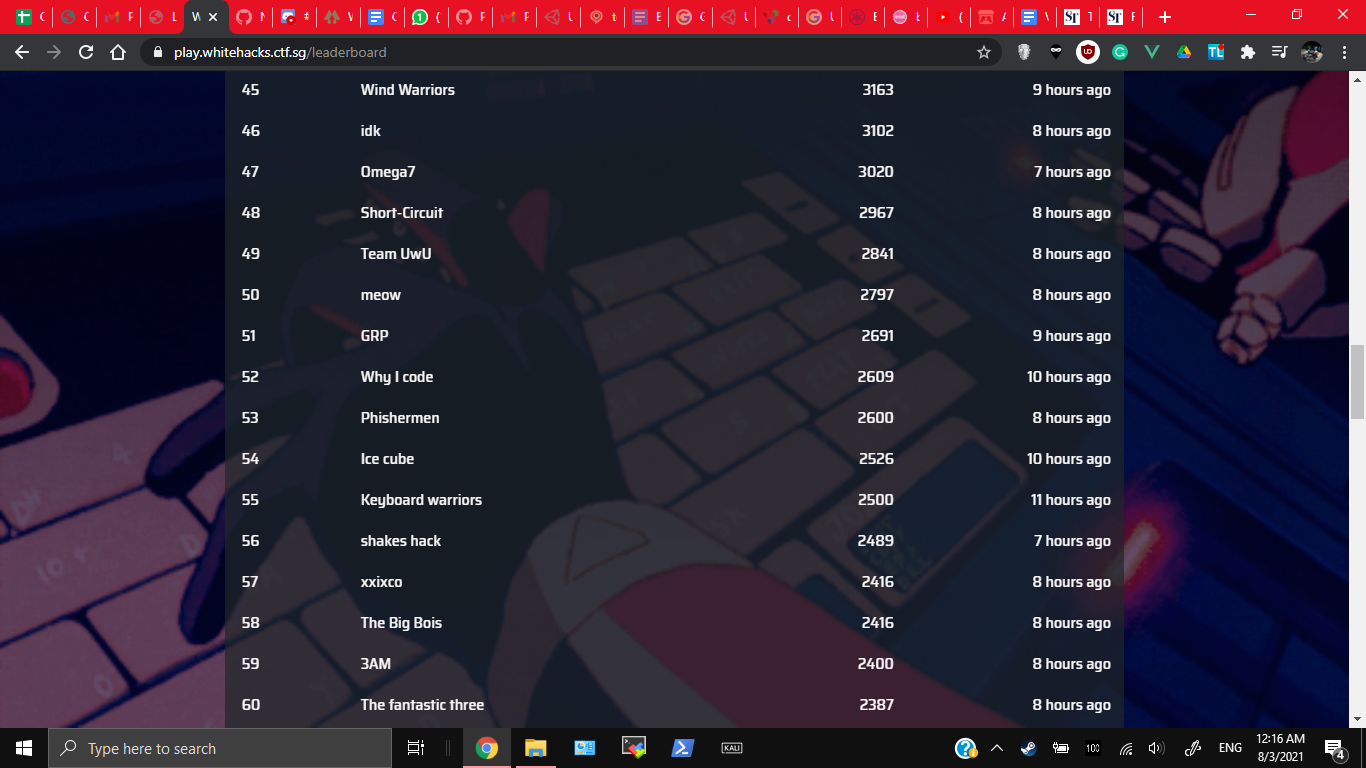 play.whitehacks.ctf.sg/leaderboard
45 Wind Warriors 3163 9 hours ago
46 idk 3102 8 hours ago
47 Omega7 3020 7 hours ago
48 Short-Circuit 2967 8 hours ago
49 Team UwU 2841 8 hours ago
50 meow 2797 8 hours ago
51 GRP 2691 9 hours ago
52 Why I code 2609 10 hours ago
53 Phishermen 2600 8 hours ago
54 Ice cube 2526 10 hours ago
55 Keyboard warriors 2500 11 hours ago
56 shakes hack 2489 7 hours ago
57 xxixco 2416 8 hours ago
58 The Big Bois 2416 8 hours ago
59 3AM 2400 8 hours ago
60 The fantastic three 2387 8 hours ago
Type here to search KALI 100 ENG 12:16 AM
8/3/2021 4